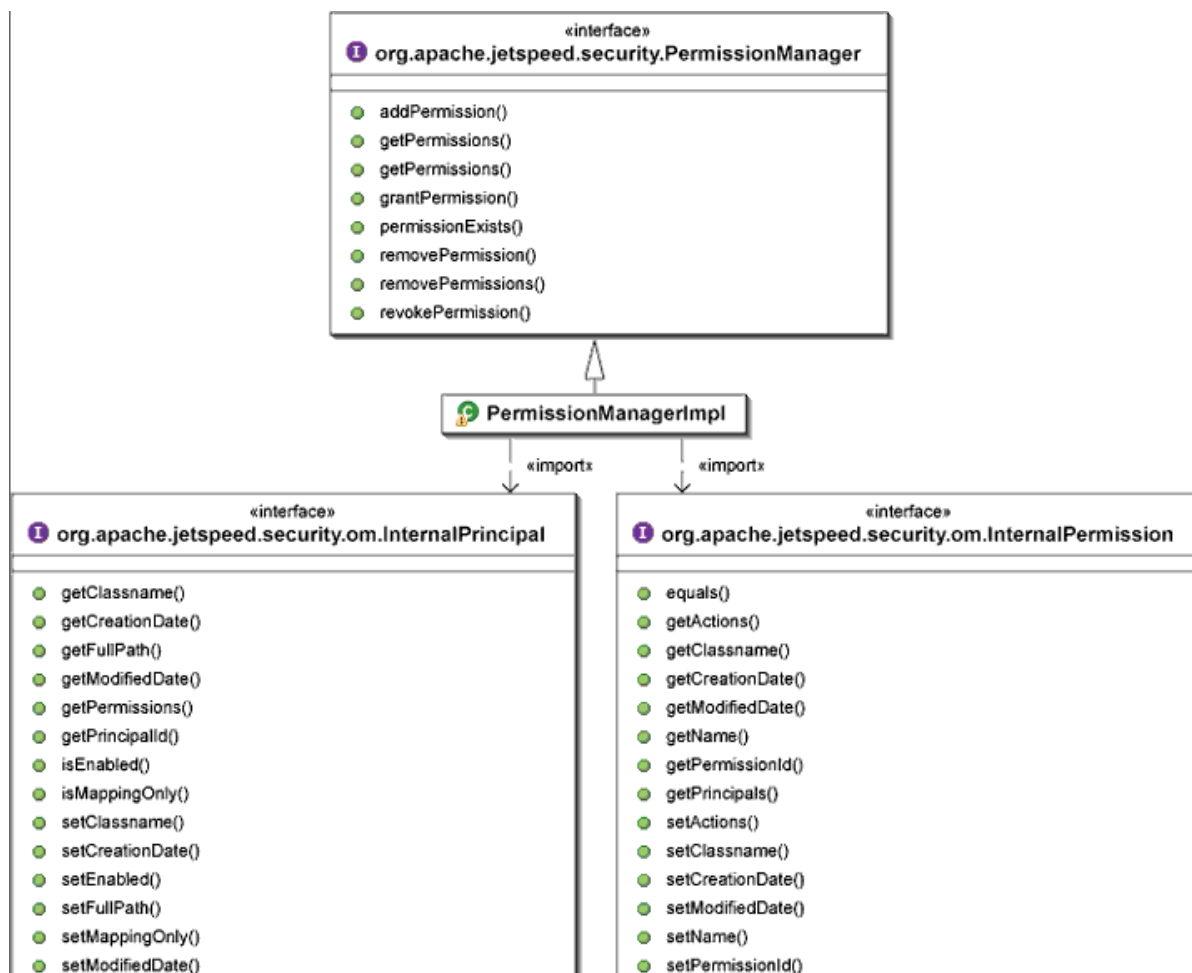 «interface»
I org.apache.jetspeed.security.PermissionManager
addPermission()
getPermissions()
getPermissions()
grantPermission()
permissionExists()
removePermission()
removePermissions()
revokePermission()
C PermissionManagerImpl
«import»
«import»
«interface»
I org.apache.jetspeed.security.om.InternalPrincipal
getClassname()
getCreationDate()
getFullPath()
getModifiedDate()
getPermissions()
getPrincipalId()
isEnabled()
isMappingOnly()
setClassname()
setCreationDate()
setEnabled()
setFullPath()
setMappingOnly()
setModifiedDate()
«interface»
I org.apache.jetspeed.security.om.InternalPermission
equals()
getActions()
getClassname()
getCreationDate()
getModifiedDate()
getName()
getPermissionId()
getPrincipals()
setActions()
setClassname()
setCreationDate()
setModifiedDate()
setName()
setPermissionId()